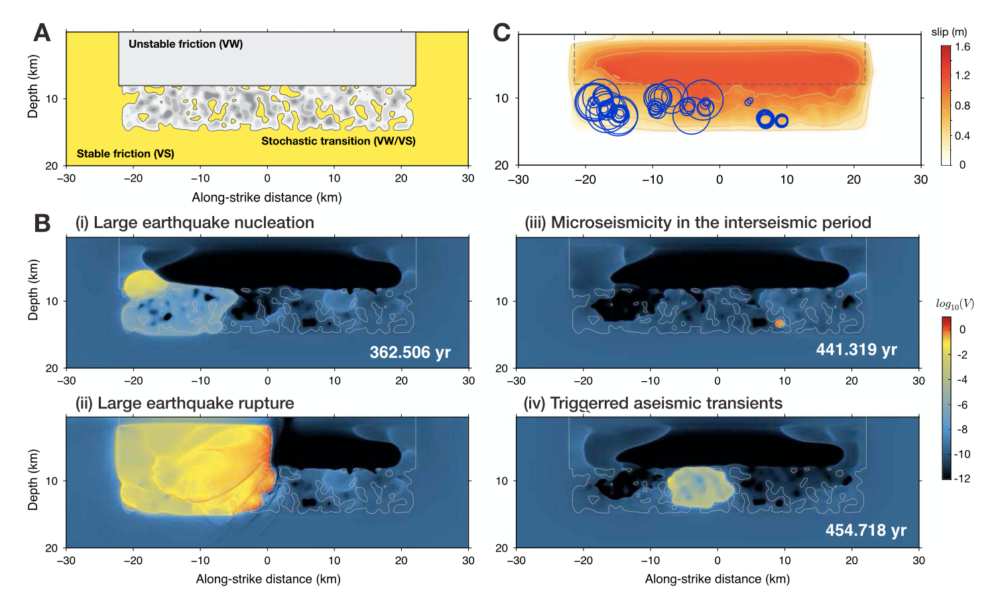 A
Unstable friction (VW)
Stochastic transition (VW/VS)
Stable friction (VS)
Depth (km)
10
20
−30 −20 −10 0 10 20 30
Along-strike distance (km)
C
slip (m)
1.6
1.2
0.8
0.4
0
10
20
−30 −20 −10 0 10 20 30
B
(i) Large earthquake nucleation
Depth (km)
10
20
362.506 yr
−30 −20 −10 0 10 20 30
(ii) Large earthquake rupture
Depth (km)
10
20
−30 −20 −10 0 10 20 30
Along-strike distance (km)
(iii) Microseismicity in the interseismic period
10
20
441.319 yr
−30 −20 −10 0 10 20 30
(iv) Triggerred aseismic transients
10
20
454.718 yr
−30 −20 −10 0 10 20 30
Along-strike distance (km)
log10(V)
0
-2
-4
-6
-8
-10
-12